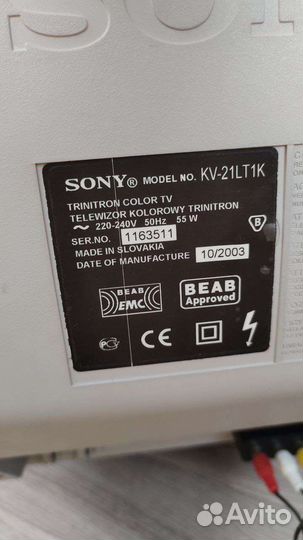 SONY® MODEL NO. KV-21LT1K
TRINITRON COLOR TV
TELEWIZOR KOLOROWY TRINITRON
~ 220-240V 50Hz 55 W
SER.NO. 1163511
MADE IN SLOVAKIA
DATE OF MANUFACTURE 10/2003
B
BEAB
EMC
BEAB
Approved
CE
Avito